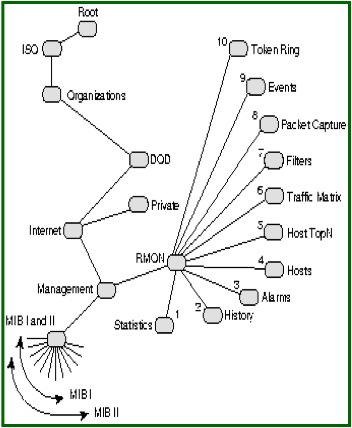 Root
ISO
Organizations
DOD
Private
Internet
Management
MIB I and II
MIB I
MIB II
RMON
10 Token Ring
9 Events
8 Packet Capture
7 Filters
6 Traffic Matrix
5 Host TopN
4 Hosts
3 Alarms
2 History
1 Statistics